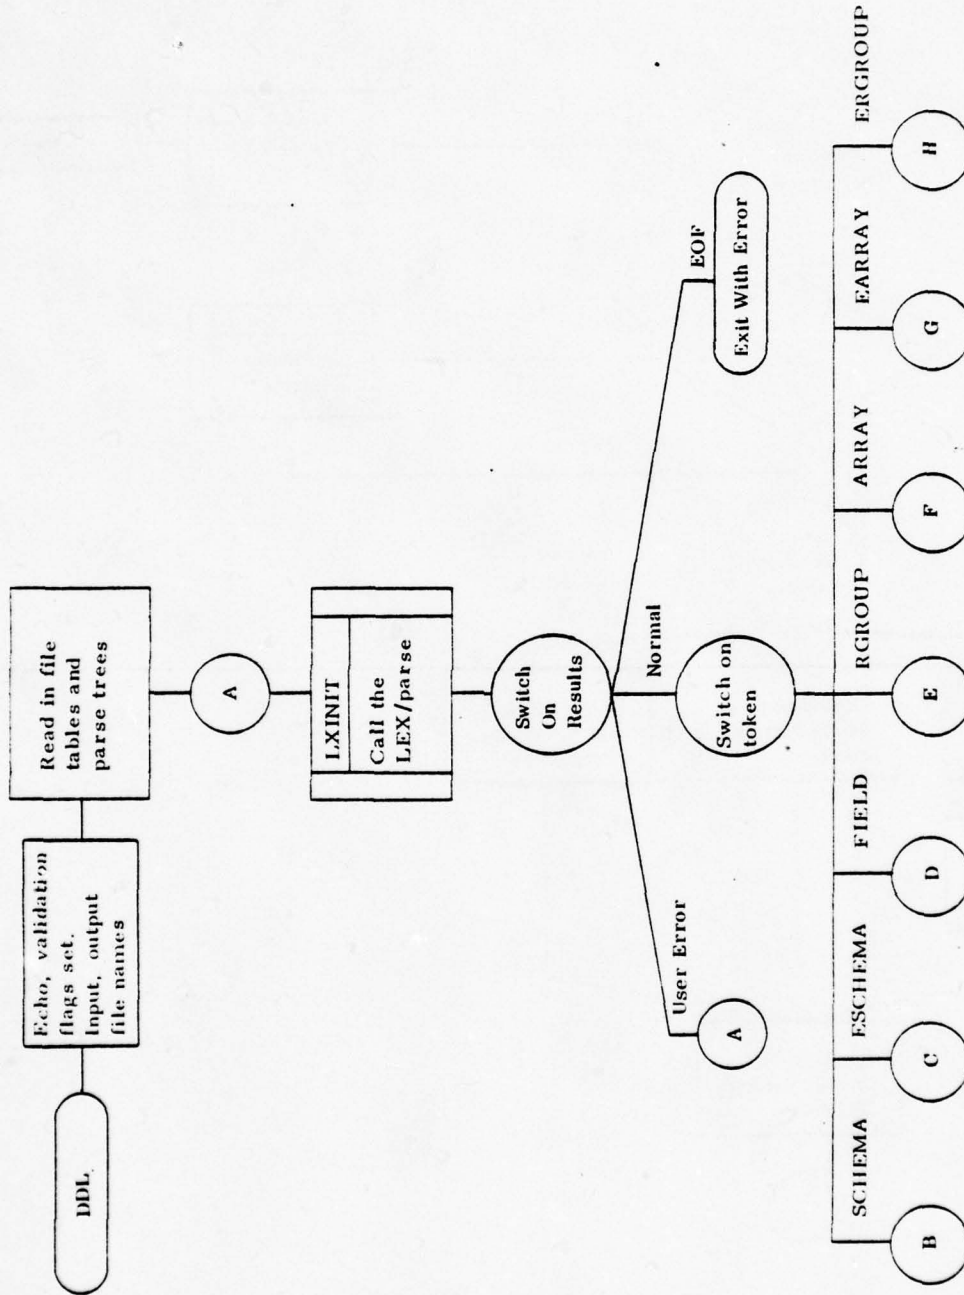 DDL
Echo, validation
flags set.
Input, output
file names
Read in file
tables and
parse trees
A
LXINIT
Call the
LEX/parse
Switch
On
Results
User Error
Normal
EOF
A
Switch on
token
Exit With Error
SCHEMA
ESCHEMA
FIELD
RGROUP
ARRAY
EARRAY
ERGROUP
B
C
D
E
F
G
H